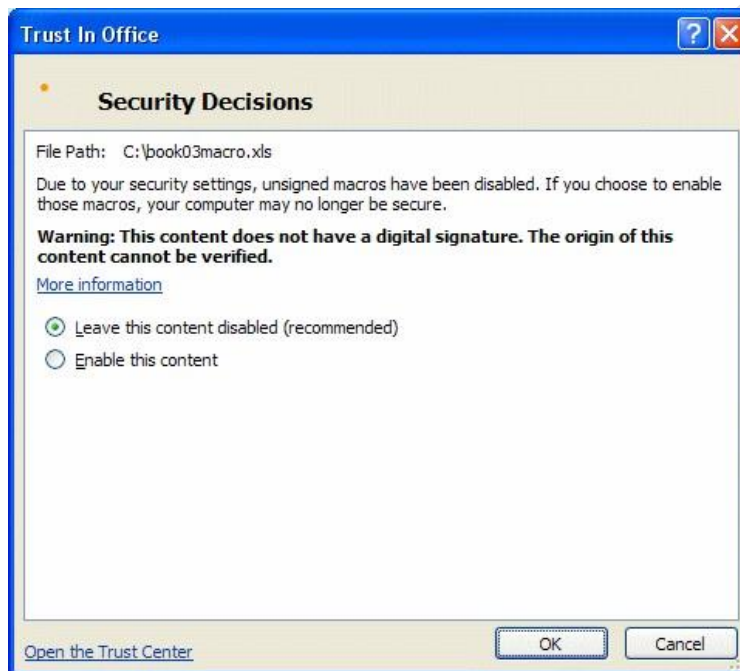 Trust In Office
Security Decisions
File Path: C:\book03macro.xls
Due to your security settings, unsigned macros have been disabled. If you choose to enable
those macros, your computer may no longer be secure.
Warning: This content does not have a digital signature. The origin of this
content cannot be verified.
More information
Leave this content disabled (recommended)
Enable this content
Open the Trust Center
OK
Cancel